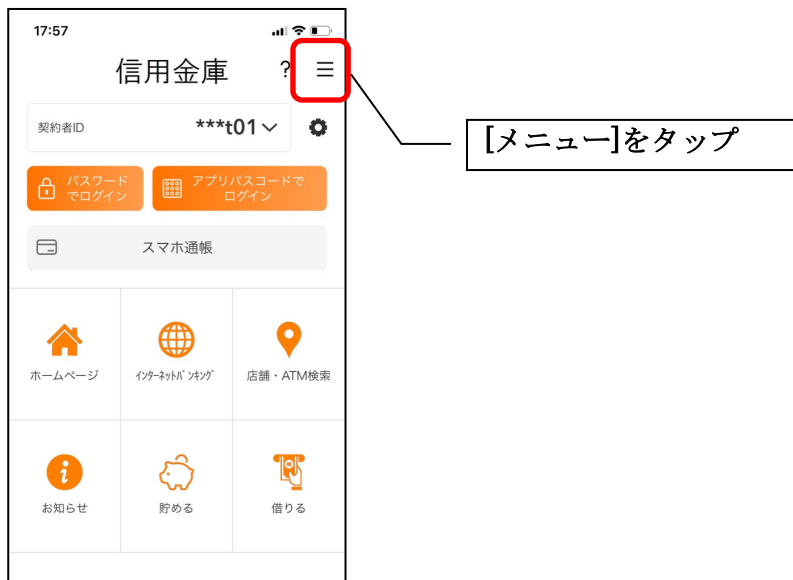 17:57
信用金庫 ?
契約者ID ***t01
パスワード
でログイン
アプリパスコードで
ログイン
スマホ通帳
ホームページ
インターネットバンキング
店舗・ATM検索
お知らせ
貯める
借りる
[メニュー]をタップ